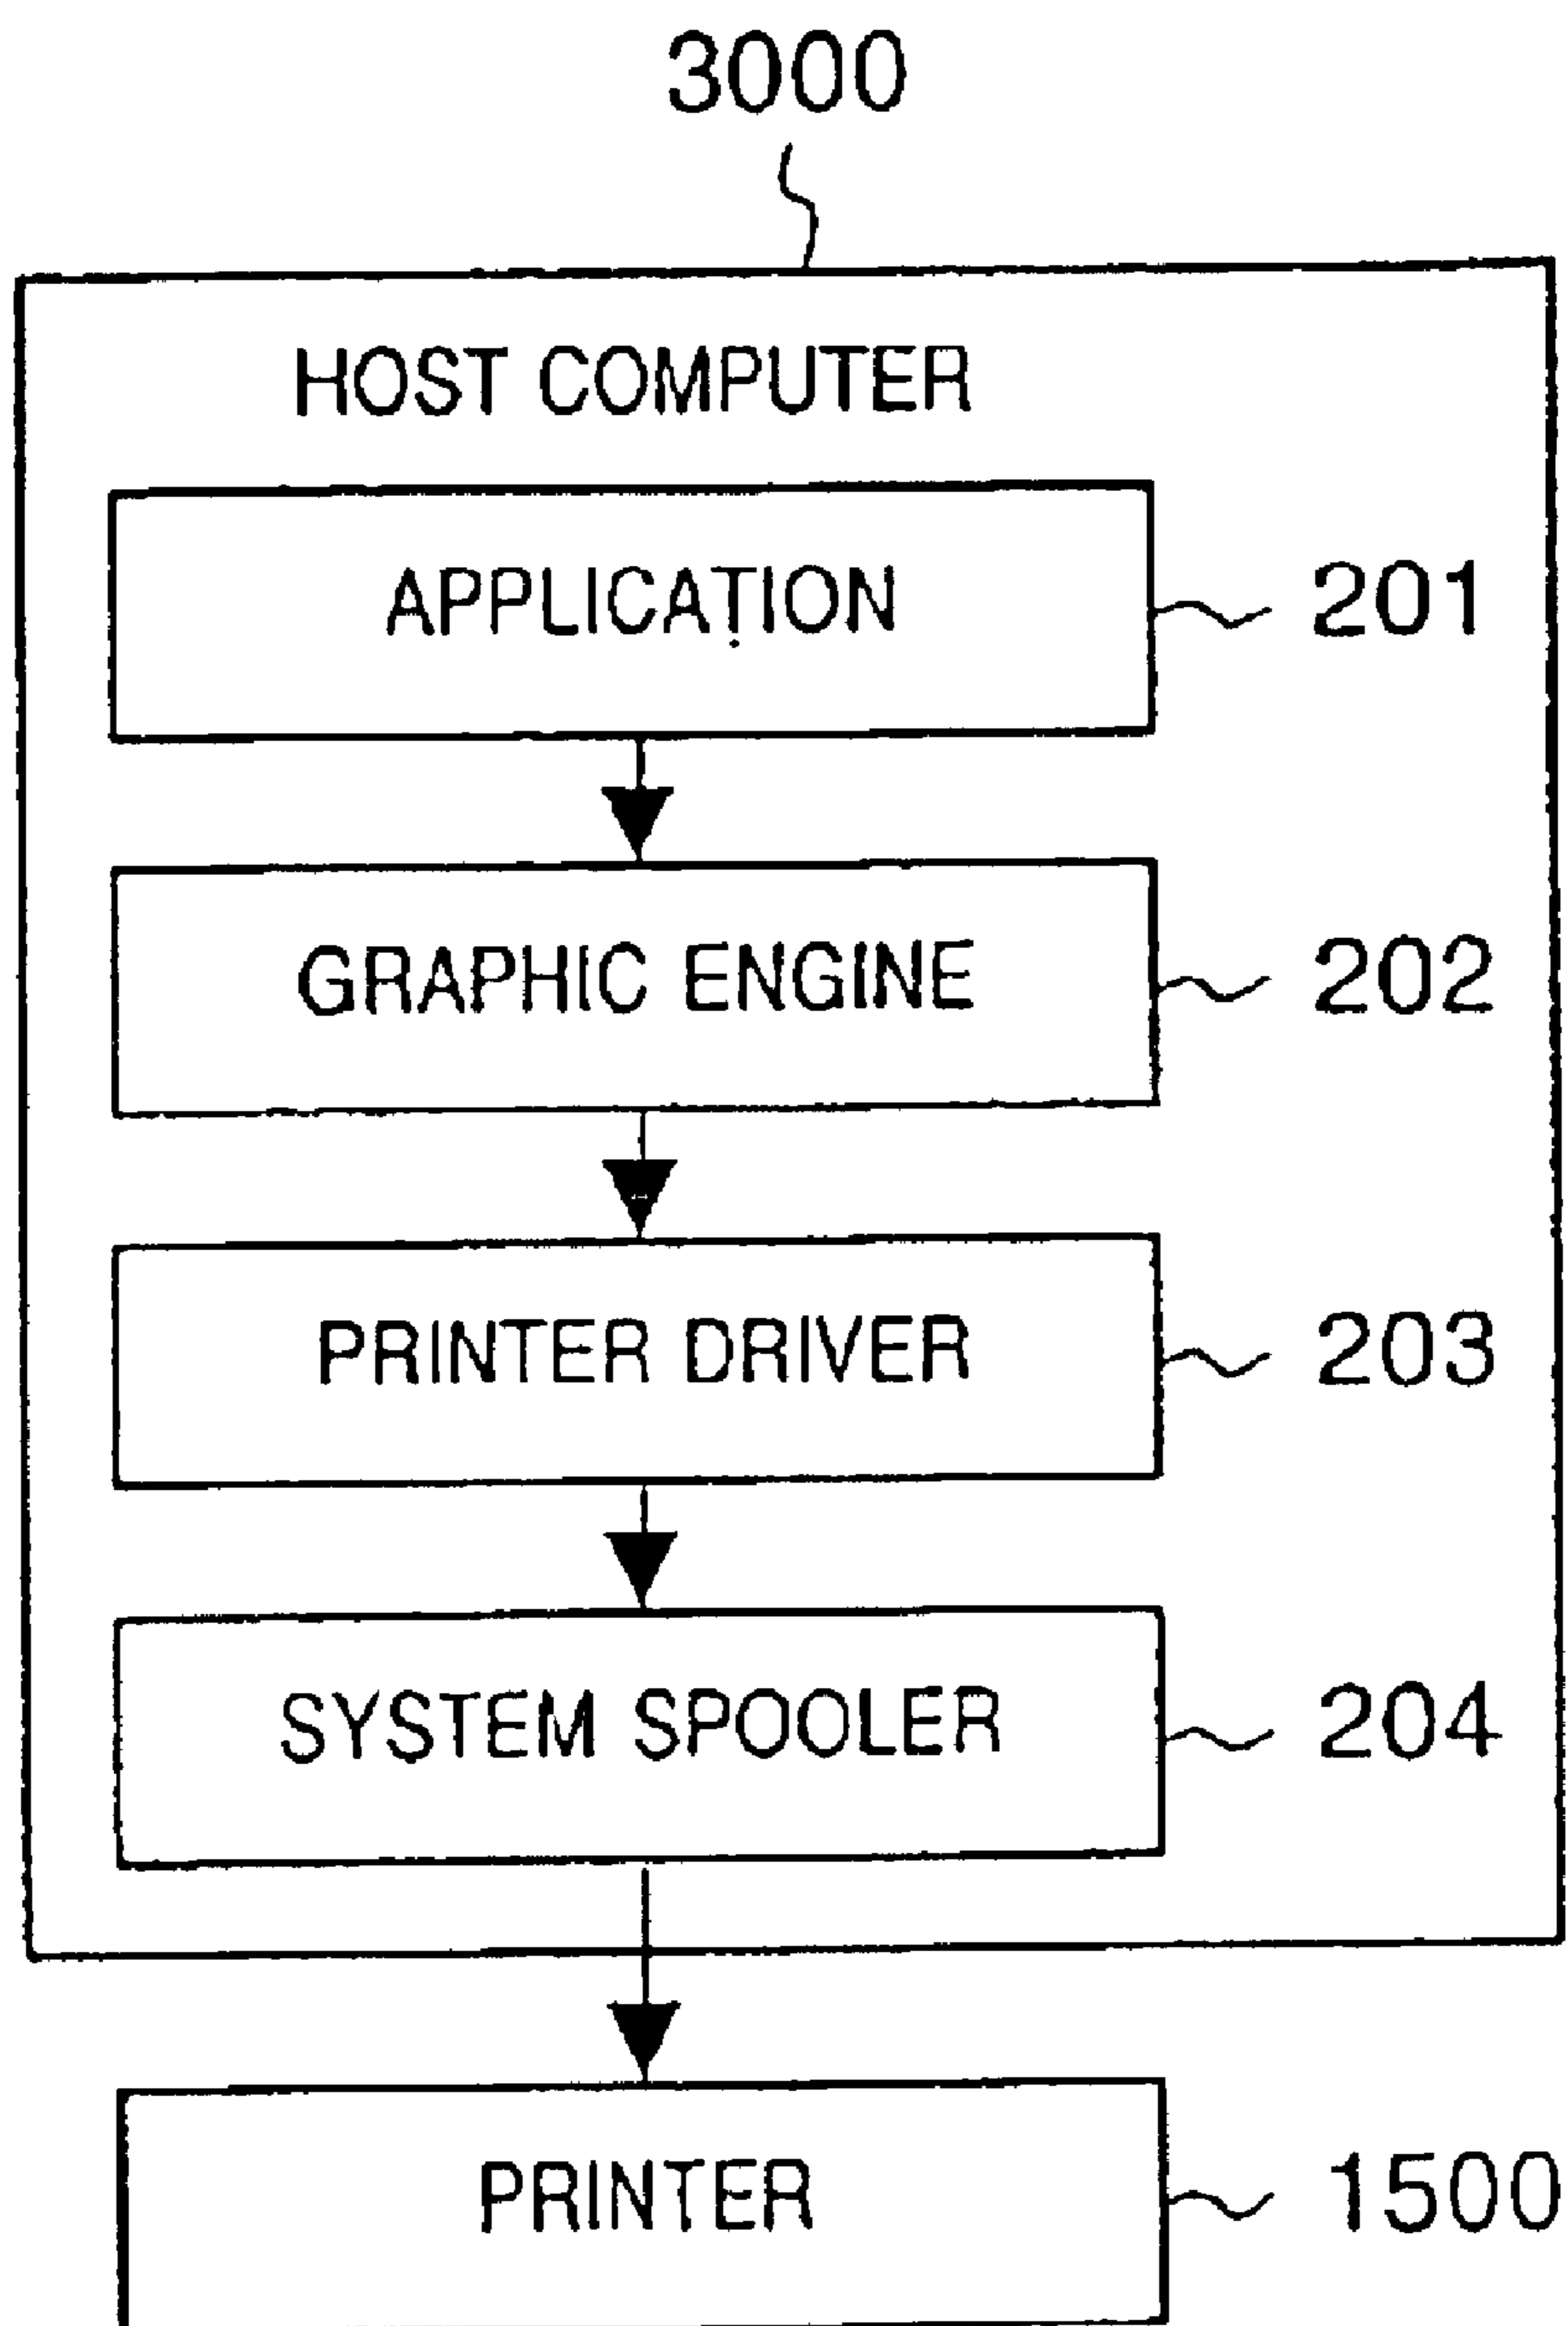 3000
HOST COMPUTER
APPLICATION 201
GRAPHIC ENGINE 202
PRINTER DRIVER 203
SYSTEM SPOOLER 204
PRINTER 1500